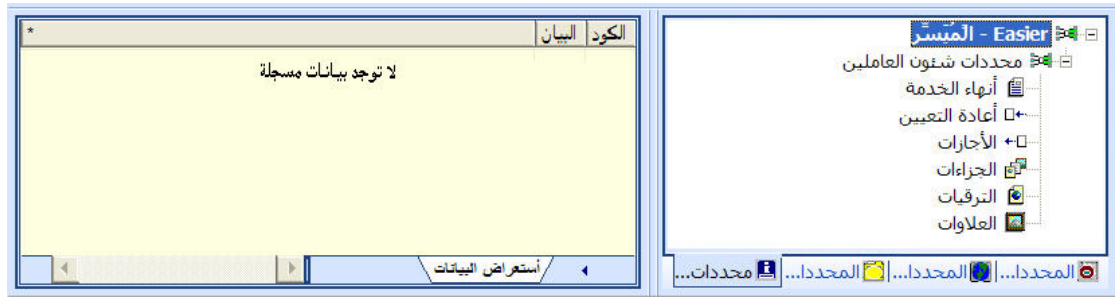 Easier - المُيَسَّر
محددات شئون العاملين
أنهاء الخدمة
أعادة التعيين
الأجازات
الجزاءات
الترقيات
العلاوات
المحددا... المحددا... المحددا... محددات...
الكود البيان *
لا توجد بيانات مسجلة
أستعراض البيانات